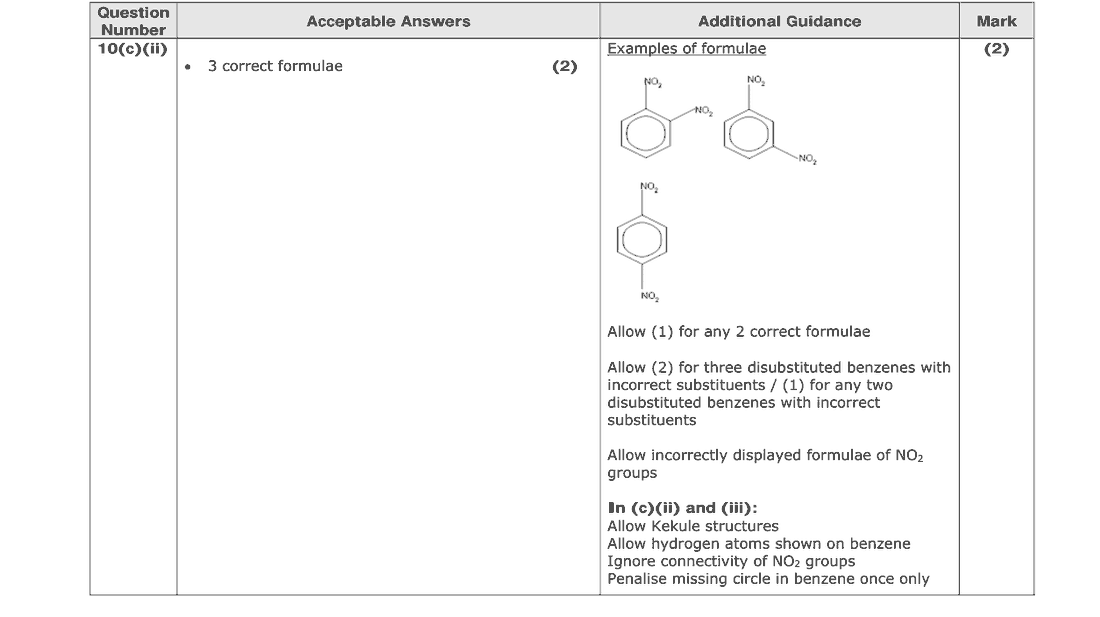 Question Number
Acceptable Answers
Additional Guidance
Mark
10(c)(ii)
• 3 correct formulae (2)
Examples of formulae
(2)
NO₂
NO₂
NO₂
NO₂
NO₂
NO₂
Allow (1) for any 2 correct formulae
Allow (2) for three disubstituted benzenes with
incorrect substituents / (1) for any two
disubstituted benzenes with incorrect
substituents
Allow incorrectly displayed formulae of NO₂
groups
In (c)(ii) and (iii):
Allow Kekule structures
Allow hydrogen atoms shown on benzene
Ignore connectivity of NO₂ groups
Penalise missing circle in benzene once only